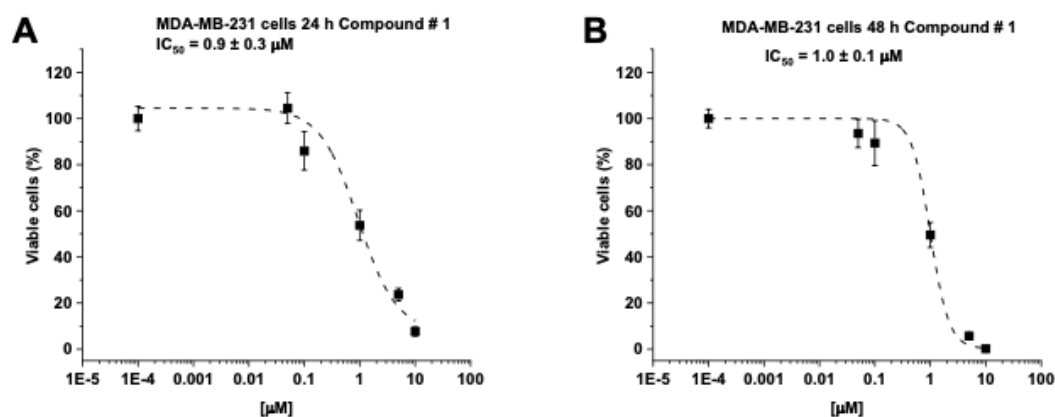 A
MDA-MB-231 cells 24 h Compound # 1
IC50 = 0.9 ± 0.3 µM
Viable cells (%)
120
100
80
60
40
20
0
1E-5 1E-4 0.001 0.01 0.1 1 10 100
[µM]
B
MDA-MB-231 cells 48 h Compound # 1
IC50 = 1.0 ± 0.1 µM
Viable cells (%)
120
100
80
60
40
20
0
1E-5 1E-4 0.001 0.01 0.1 1 10 100
[µM]